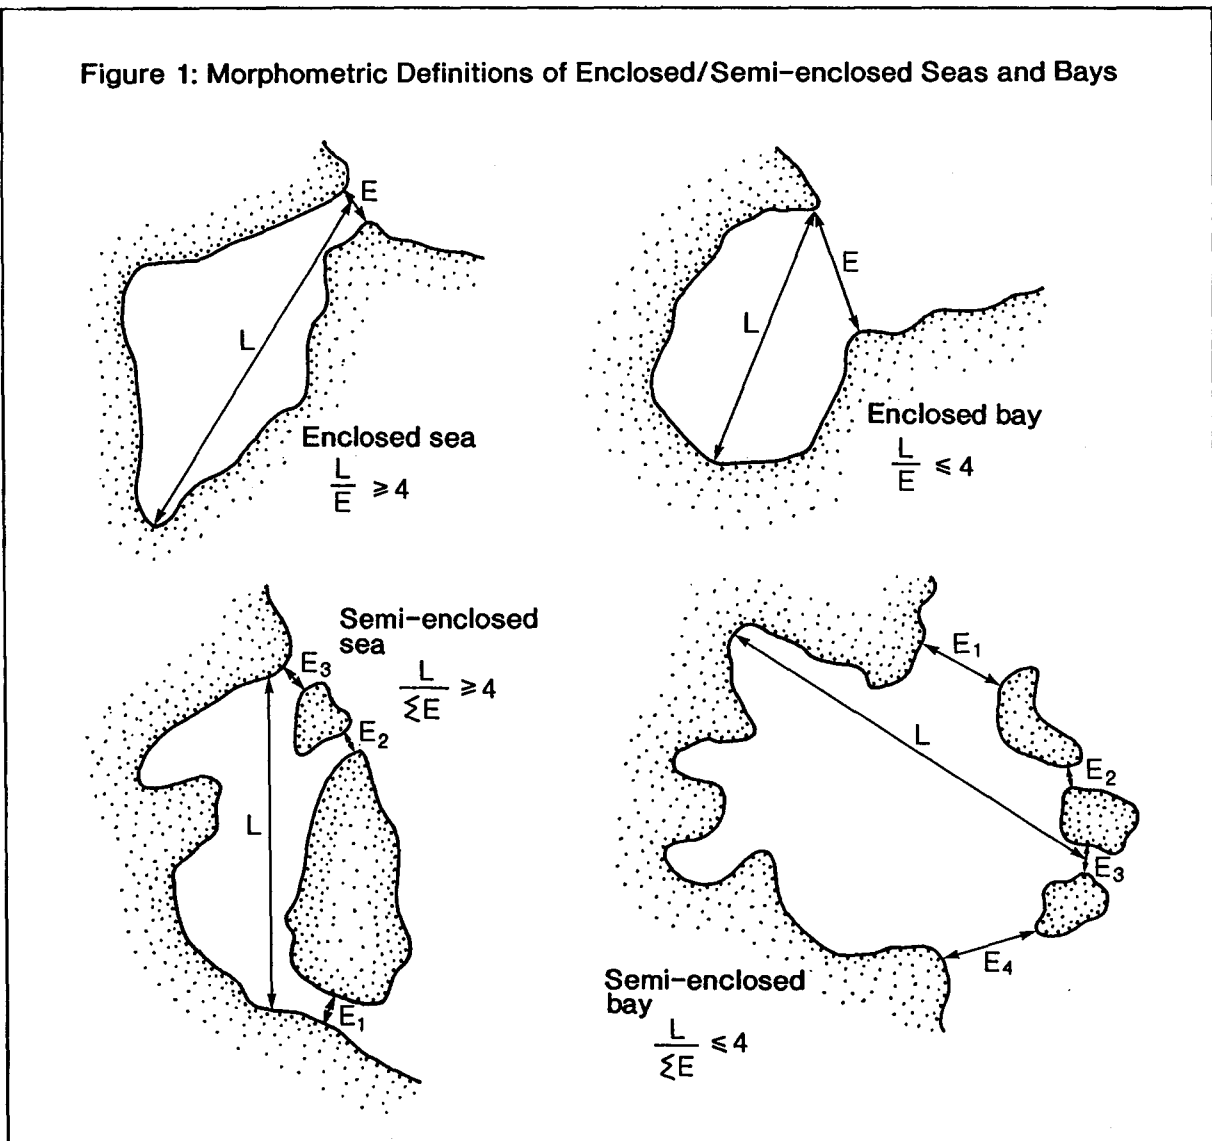 Figure 1: Morphometric Definitions of Enclosed/Semi-enclosed Seas and Bays
E
L
Enclosed sea
L
E ≥ 4
E
L
Enclosed bay
L
E ≤ 4
Semi-enclosed
sea
L
ΣE ≥ 4
E3
E2
L
E1
E1
L
E2
E3
E4
Semi-enclosed
bay
L
ΣE ≤ 4